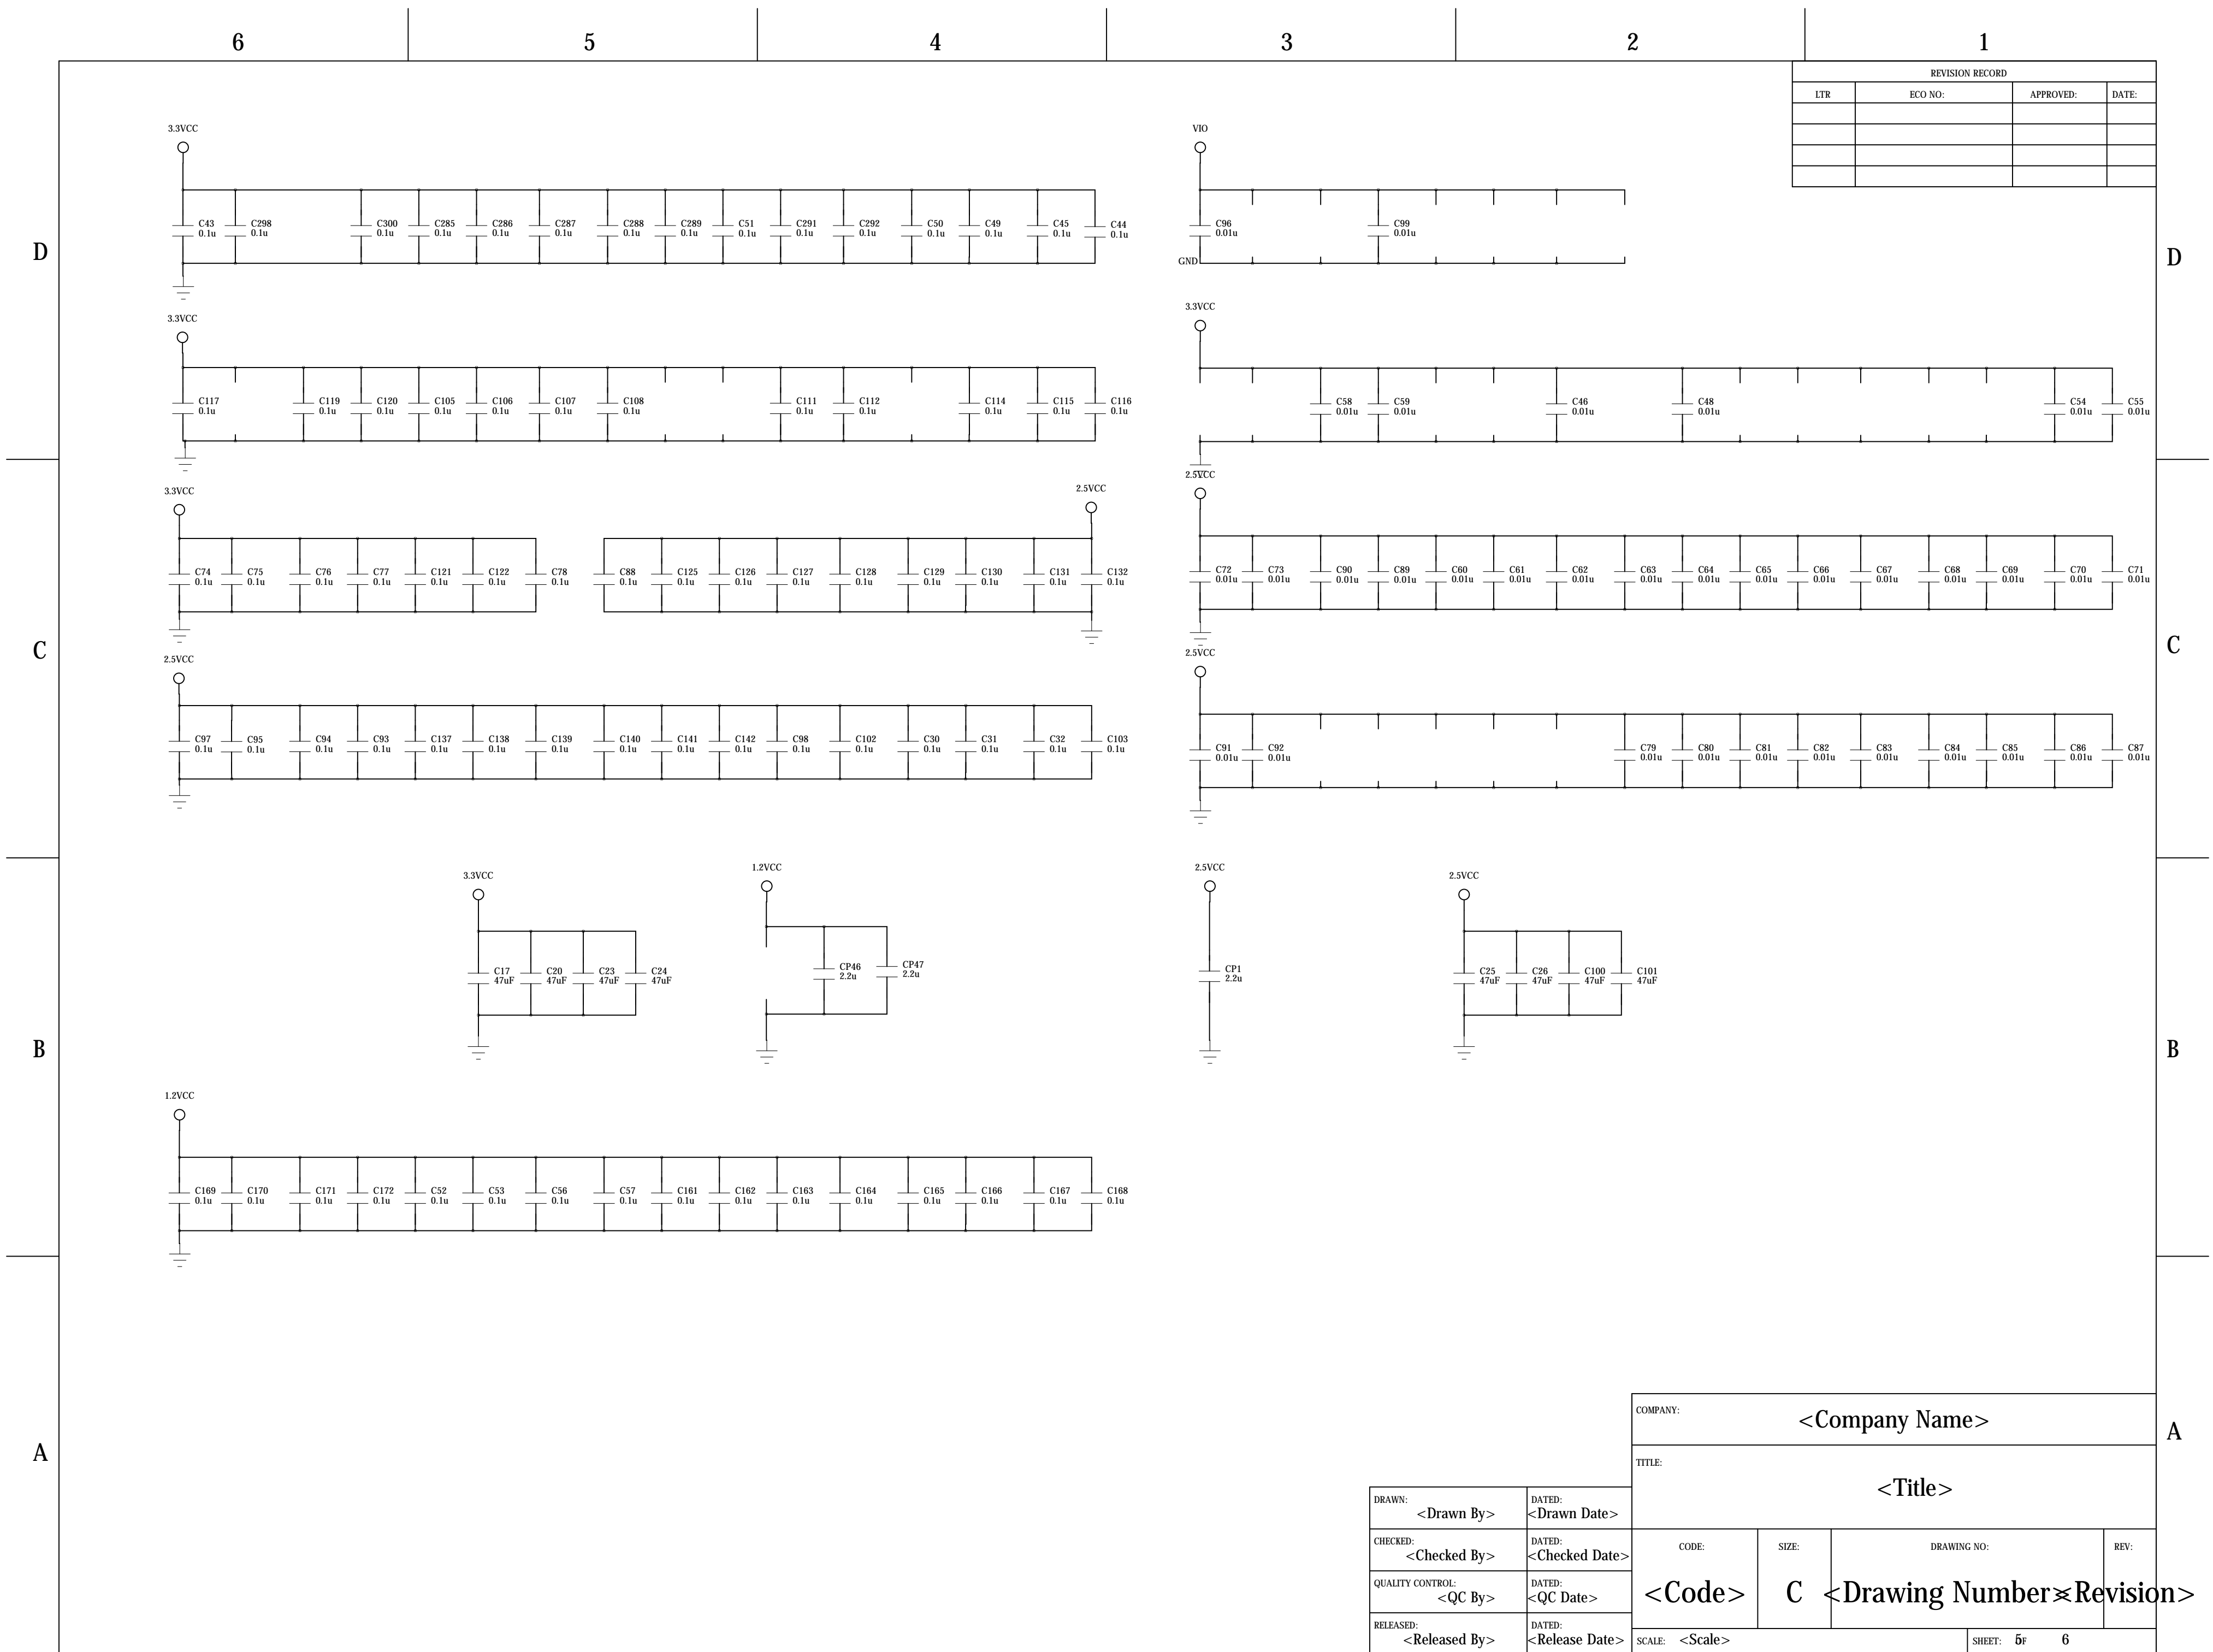 6 5 4 3 2 1
REVISION RECORD
LTR ECO NO: APPROVED: DATE:
3.3VCC
C43 C298 C300 C285 C286 C287 C288 C289 C51 C291 C292 C50 C49 C45 C44
0.1u 0.1u 0.1u 0.1u 0.1u 0.1u 0.1u 0.1u 0.1u 0.1u 0.1u 0.1u 0.1u 0.1u 0.1u
VIO
C96 C99
0.01u 0.01u
GND
D D
3.3VCC
C117 C119 C120 C105 C106 C107 C108 C111 C112 C114 C115 C116
0.1u 0.1u 0.1u 0.1u 0.1u 0.1u 0.1u 0.1u 0.1u 0.1u 0.1u 0.1u
3.3VCC
C58 C59 C46 C48 C54 C55
0.01u 0.01u 0.01u 0.01u 0.01u 0.01u
3.3VCC
C74 C75 C76 C77 C121 C122 C78
0.1u 0.1u 0.1u 0.1u 0.1u 0.1u 0.1u
2.5VCC
C88 C125 C126 C127 C128 C129 C130 C131 C132
0.1u 0.1u 0.1u 0.1u 0.1u 0.1u 0.1u 0.1u 0.1u
2.5VCC
C72 C73 C90 C89 C60 C61 C62 C63 C64 C65 C66 C67 C68 C69 C70 C71
0.01u 0.01u 0.01u 0.01u 0.01u 0.01u 0.01u 0.01u 0.01u 0.01u 0.01u 0.01u 0.01u 0.01u 0.01u 0.01u
C C
2.5VCC
C97 C95 C94 C93 C137 C138 C139 C140 C141 C142 C98 C102 C30 C31 C32 C103
0.1u 0.1u 0.1u 0.1u 0.1u 0.1u 0.1u 0.1u 0.1u 0.1u 0.1u 0.1u 0.1u 0.1u 0.1u 0.1u
2.5VCC
C91 C92 C79 C80 C81 C82 C83 C84 C85 C86 C87
0.01u 0.01u 0.01u 0.01u 0.01u 0.01u 0.01u 0.01u 0.01u 0.01u 0.01u
3.3VCC
C17 C20 C23 C24
47uF 47uF 47uF 47uF
1.2VCC
CP46 CP47
2.2u 2.2u
2.5VCC
CP1
2.2u
2.5VCC
C25 C26 C100 C101
47uF 47uF 47uF 47uF
B B
1.2VCC
C169 C170 C171 C172 C52 C53 C56 C57 C161 C162 C163 C164 C165 C166 C167 C168
0.1u 0.1u 0.1u 0.1u 0.1u 0.1u 0.1u 0.1u 0.1u 0.1u 0.1u 0.1u 0.1u 0.1u 0.1u 0.1u
A A
COMPANY:
<Company Name>
TITLE:
<Title>
DRAWN: DATED:
<Drawn By> <Drawn Date>
CHECKED: DATED:
<Checked By> <Checked Date>
QUALITY CONTROL: DATED:
<QC By> <QC Date>
RELEASED: DATED:
<Released By> <Release Date>
CODE: SIZE: DRAWING NO: REV:
<Code> C <Drawing Number> <Revision>
SCALE: <Scale> SHEET: 5 OF 6